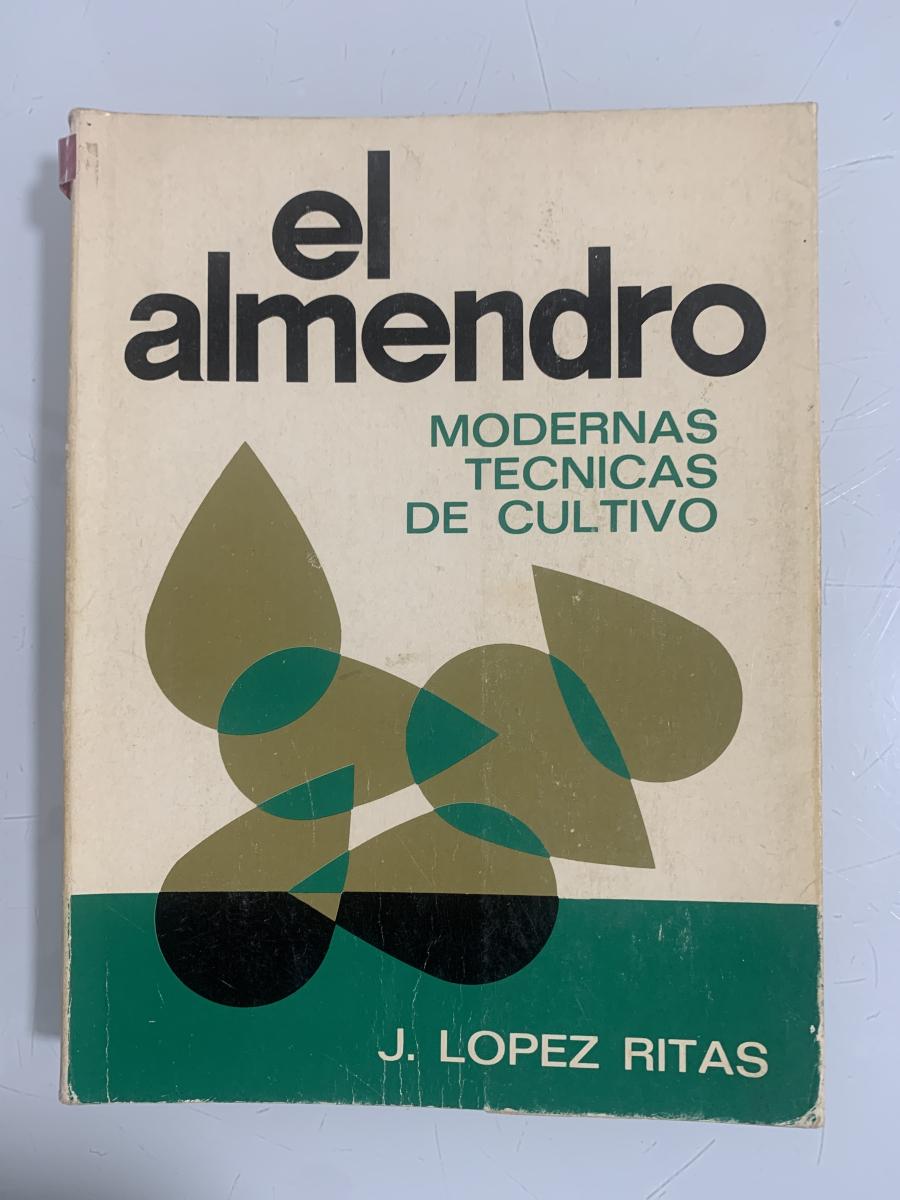 el
almendro
MODERNAS
TECNICAS
DE CULTIVO
J. LOPEZ RITAS